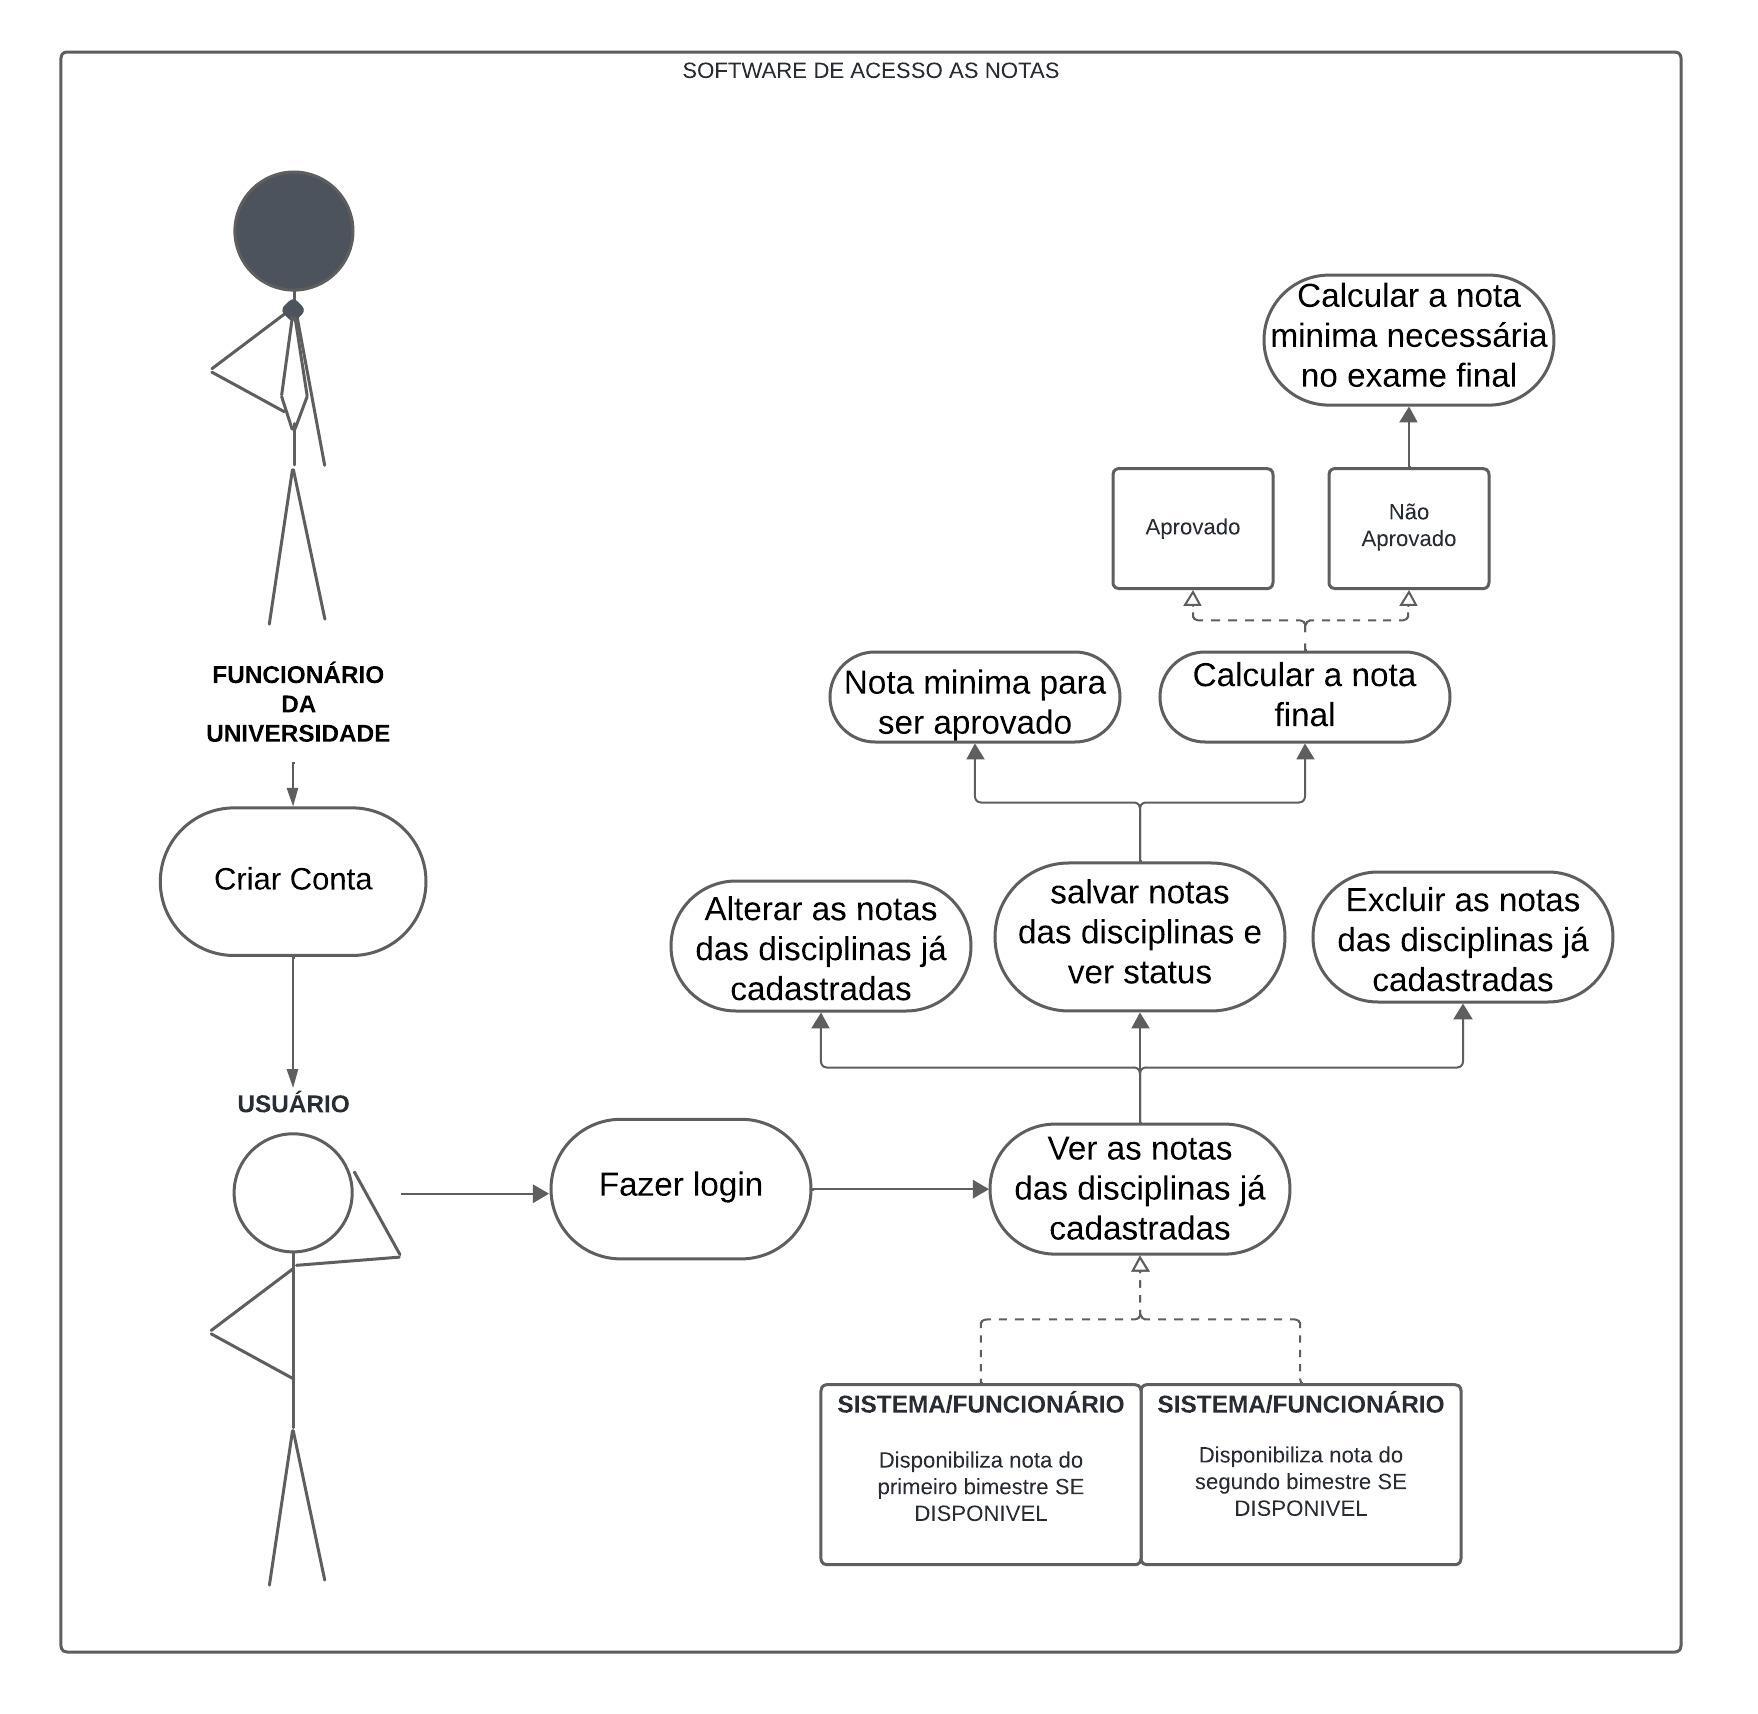 SOFTWARE DE ACESSO AS NOTAS
Calcular a nota
minima necessária
no exame final
Aprovado
Não
Aprovado
FUNCIONÁRIO
DA
UNIVERSIDADE
Nota minima para
ser aprovado
Calcular a nota
final
Criar Conta
Alterar as notas
das disciplinas já
cadastradas
salvar notas
das disciplinas e
ver status
Excluir as notas
das disciplinas já
cadastradas
USUÁRIO
Fazer login
Ver as notas
das disciplinas já
cadastradas
SISTEMA/FUNCIONÁRIO
Disponibiliza nota do
primeiro bimestre SE
DISPONIVEL
SISTEMA/FUNCIONÁRIO
Disponibiliza nota do
segundo bimestre SE
DISPONIVEL